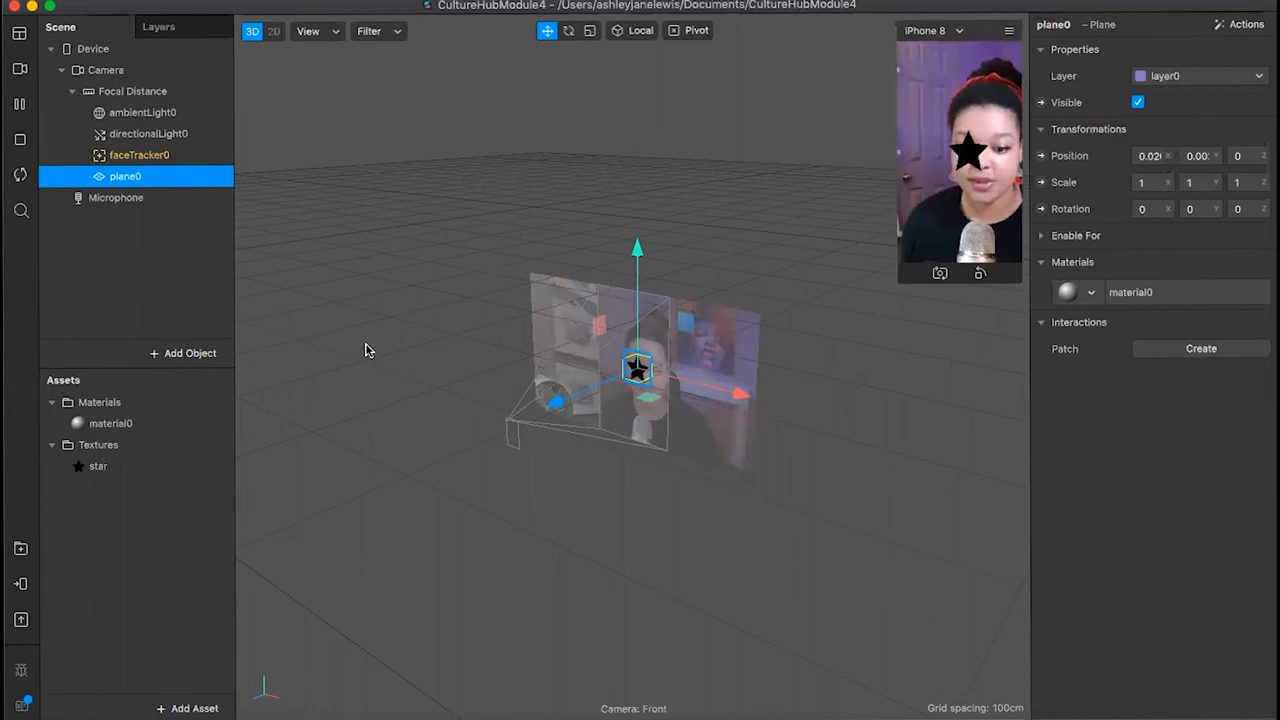 CultureHubModule4 - /Users/ashleyjanelewis/Documents/CultureHubModule4
Scene
Layers
Device
Camera
Focal Distance
ambientLight0
directionalLight0
faceTracker0
plane0
Microphone
+ Add Object
Assets
Materials
material0
Textures
star
+ Add Asset
3D 2D View Filter
Local Pivot
iPhone 8
Camera: Front
Grid spacing: 100cm
plane0 – Plane
Actions
Properties
Layer layer0
Visible
Transformations
Position 0.02 X 0.00 Y 0 Z
Scale 1 X 1 Y 1 Z
Rotation 0 X 0 Y 0 Z
Enable For
Materials
material0
Interactions
Patch Create